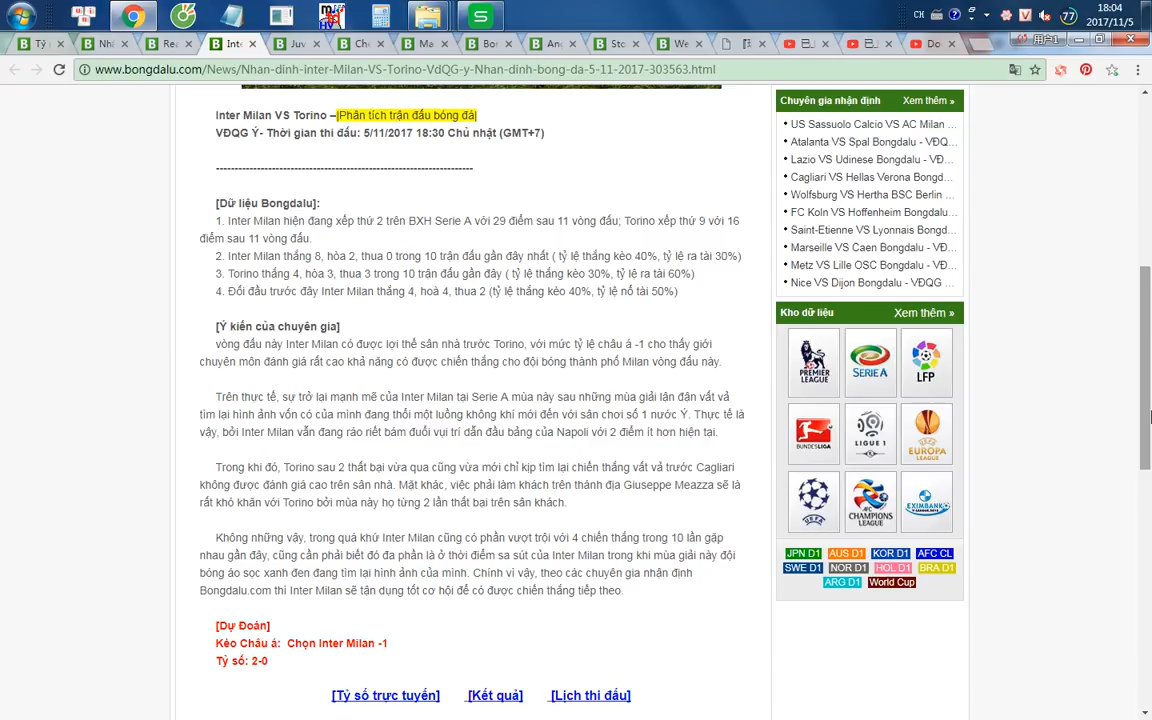 CH
77
18:04
2017/11/5
Tỷ
Nhậ
Rea
Inte
Juv
Che
Ma
Bor
Ang
Sto
We
Do
用户1
www.bongdalu.com/News/Nhan-dinh-inter-Milan-VS-Torino-VdQG-y-Nhan-dinh-bong-da-5-11-2017-303563.html
Inter Milan VS Torino –|Phân tích trận đấu bóng đá|
VĐQG Ý- Thời gian thi đấu: 5/11/2017 18:30 Chủ nhật (GMT+7)
----------------------------------------------------------------------
[Dữ liệu Bongdalu]:
1. Inter Milan hiện đang xếp thứ 2 trên BXH Serie A với 29 điểm sau 11 vòng đấu; Torino xếp thứ 9 với 16
điểm sau 11 vòng đấu.
2. Inter Milan thắng 8, hòa 2, thua 0 trong 10 trận đấu gần đây nhất ( tỷ lệ thắng kèo 40%, tỷ lệ ra tài 30%)
3. Torino thắng 4, hòa 3, thua 3 trong 10 trận đấu gần đây ( tỷ lệ thắng kèo 30%, tỷ lệ ra tài 60%)
4. Đối đầu trước đây Inter Milan thắng 4, hoà 4, thua 2 (tỷ lệ thắng kèo 40%, tỷ lệ nổ tài 50%)
[Ý kiến của chuyên gia]
vòng đấu này Inter Milan có được lợi thế sân nhà trước Torino, với mức tỷ lệ châu á -1 cho thấy giới
chuyên môn đánh giá rất cao khả năng có được chiến thắng cho đội bóng thành phố Milan vòng đấu này.
Trên thực tế, sự trở lại mạnh mẽ của Inter Milan tại Serie A mùa này sau những mùa giải lận đận vất vả
tìm lại hình ảnh vốn có của mình đang thổi một luồng không khí mới đến với sân chơi số 1 nước Ý. Thực tế là
vậy, bởi Inter Milan vẫn đang ráo riết bám đuổi vụi trí dẫn đầu bảng của Napoli với 2 điểm ít hơn hiện tại.
Trong khi đó, Torino sau 2 thất bại vừa qua cũng vừa mới chỉ kịp tìm lại chiến thắng vất vả trước Cagliari
không được đánh giá cao trên sân nhà. Mặt khác, việc phải làm khách trên thánh địa Giuseppe Meazza sẽ là
rất khó khăn với Torino bởi mùa này họ từng 2 lần thất bại trên sân khách.
Không những vậy, trong quá khứ Inter Milan cũng có phần vượt trội với 4 chiến thắng trong 10 lần gặp
nhau gần đây, cũng cần phải biết đó đa phần là ở thời điểm sa sút của Inter Milan trong khi mùa giải này đội
bóng áo sọc xanh đen đang tìm lại hình ảnh của mình. Chính vì vậy, theo các chuyên gia nhận định
Bongdalu.com thì Inter Milan sẽ tận dụng tốt cơ hội để có được chiến thắng tiếp theo.
[Dự Đoán]
Kèo Châu á: Chọn Inter Milan -1
Tỷ số: 2-0
[Tỷ số trực tuyến] [Kết quả] [Lịch thi đấu]
Chuyên gia nhận định Xem thêm »
US Sassuolo Calcio VS AC Milan ...
Atalanta VS Spal Bongdalu - VĐQ...
Lazio VS Udinese Bongdalu - VĐ...
Cagliari VS Hellas Verona Bongd...
Wolfsburg VS Hertha BSC Berlin ...
FC Koln VS Hoffenheim Bongdalu...
Saint-Etienne VS Lyonnais Bongd...
Marseille VS Caen Bongdalu - VĐ...
Metz VS Lille OSC Bongdalu - VĐ...
Nice VS Dijon Bongdalu - VĐQG ...
Kho dữ liệu Xem thêm »
PREMIER LEAGUE
SERIE A
LFP
BUNDESLIGA
LIGUE 1
EUROPA LEAGUE
UEFA
AFC CHAMPIONS LEAGUE
EXIMBANK
JPN D1 AUS D1 KOR D1 AFC CL
SWE D1 NOR D1 HOL D1 BRA D1
ARG D1 World Cup